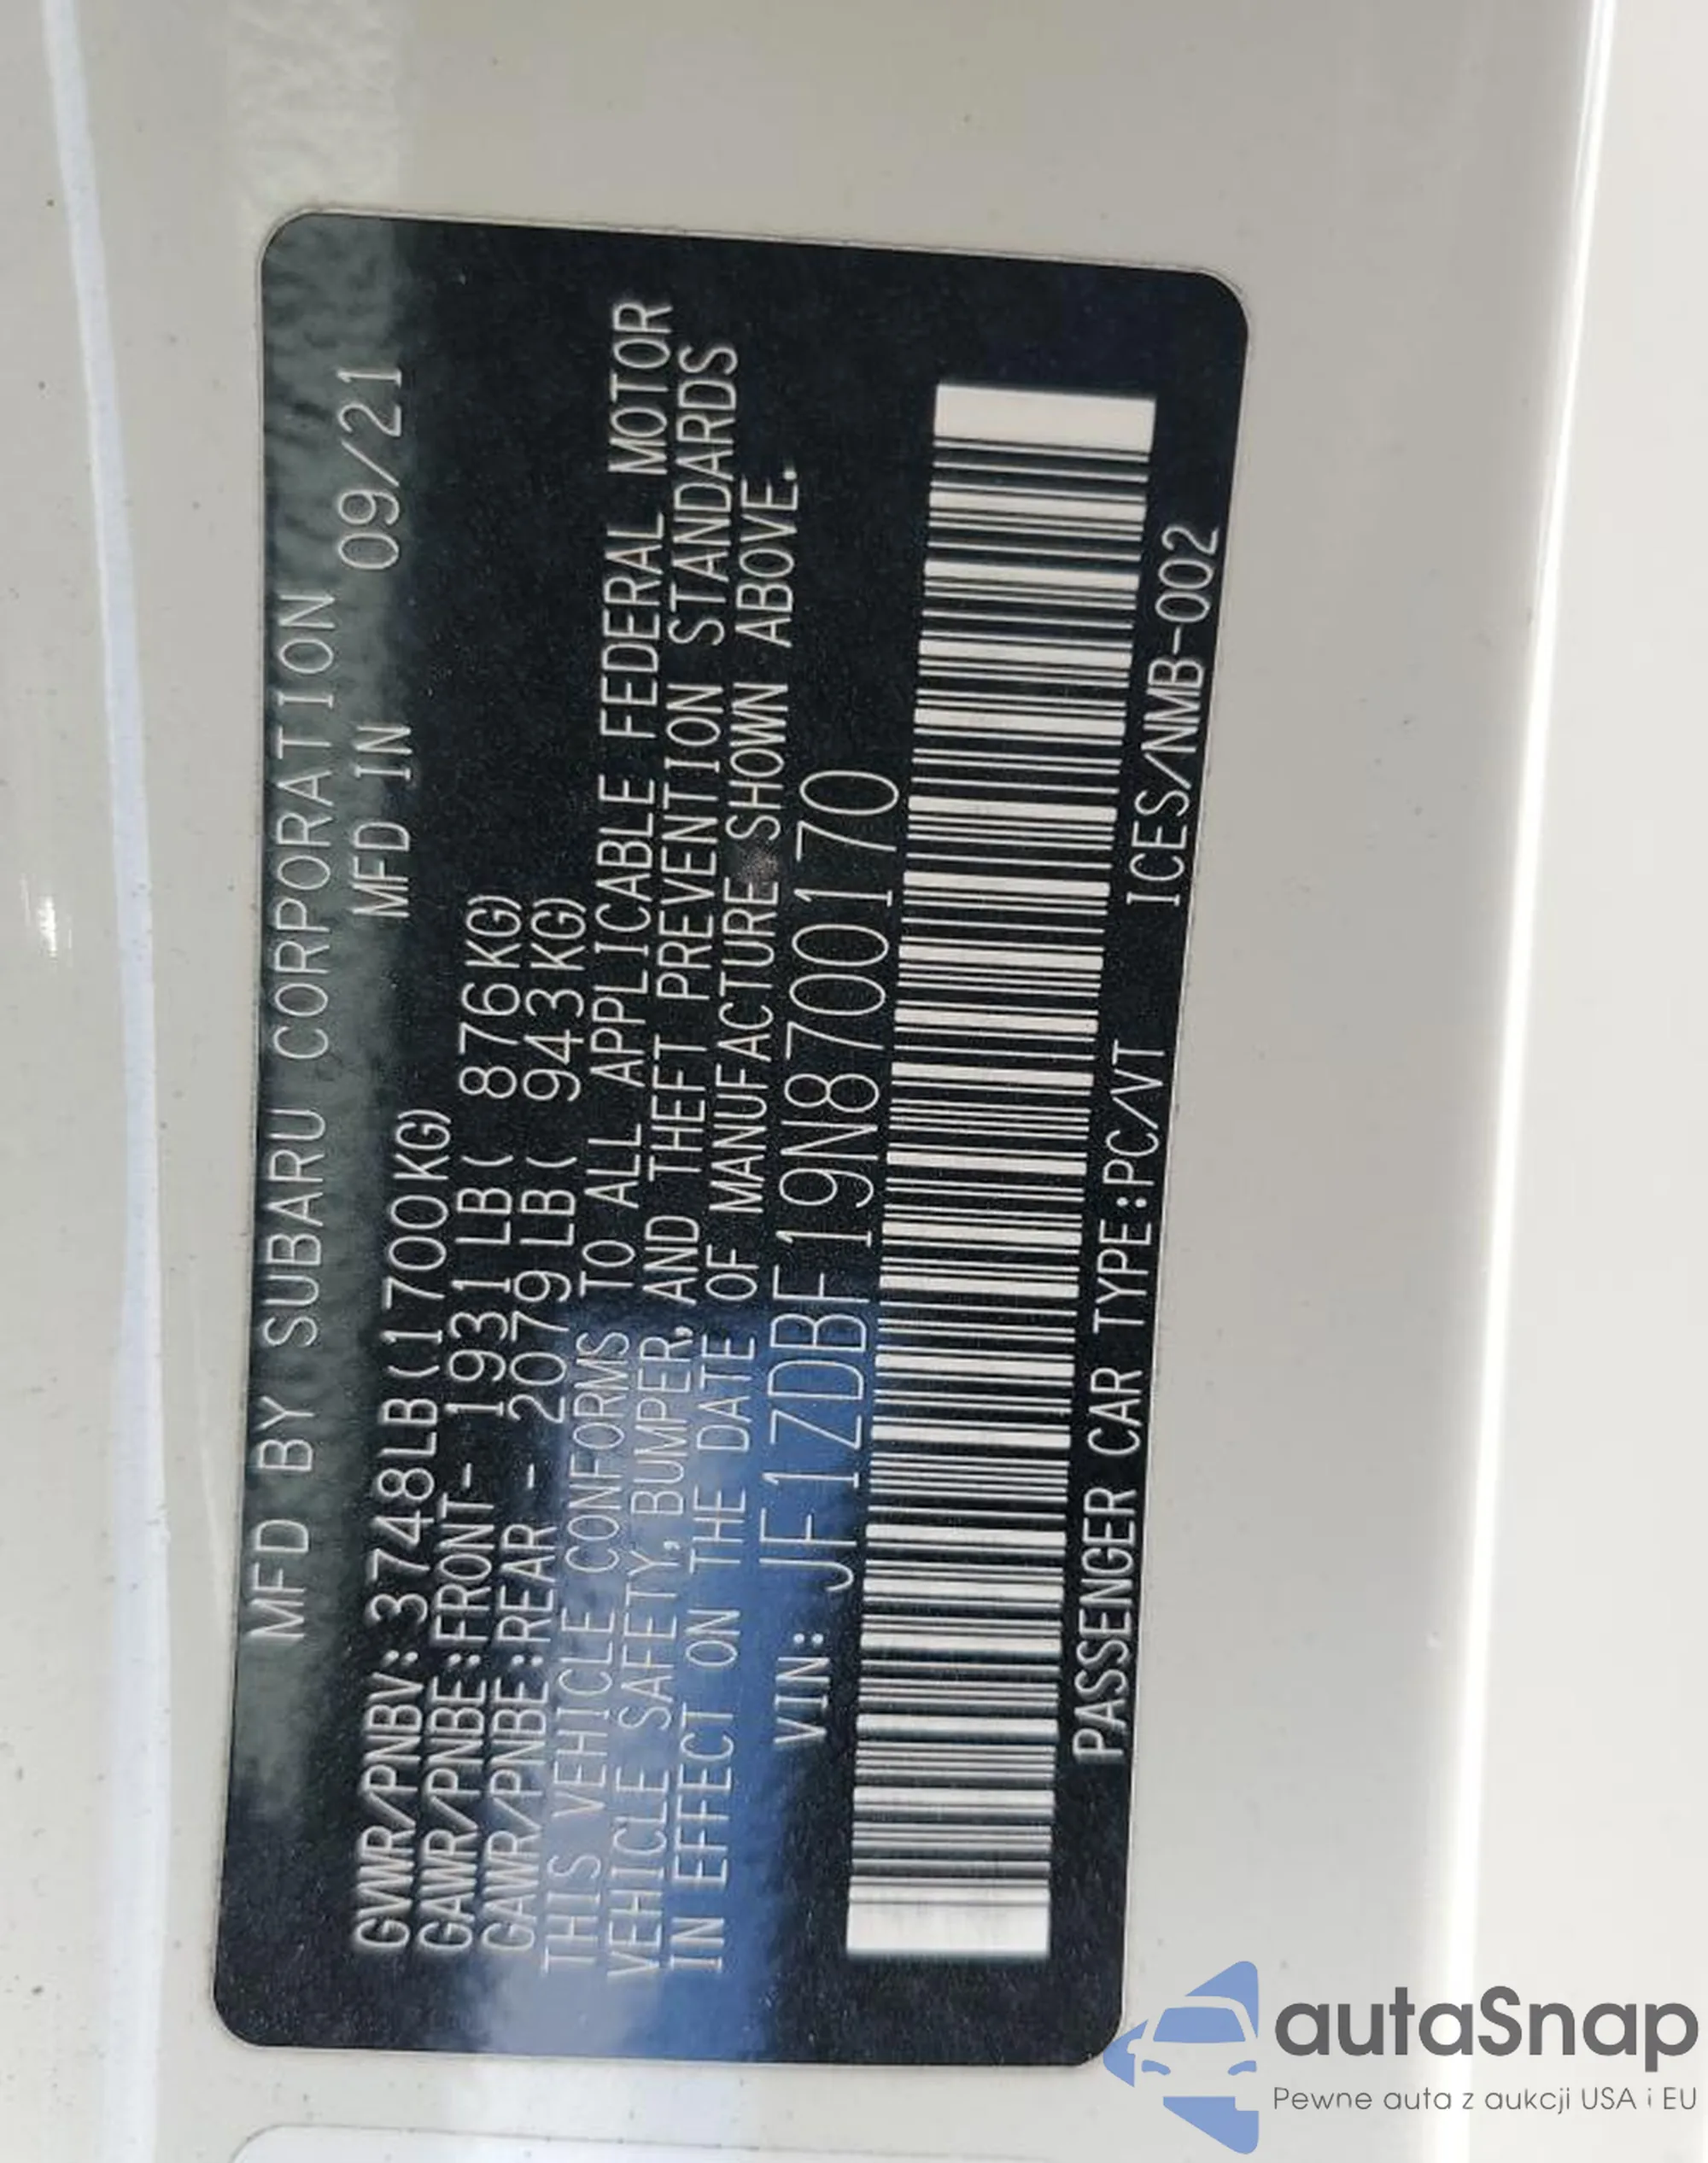 MFD BY SUBARU CORPORATION
MFD IN 09/21
GVWR/PNBV:3748LB(1700KG)
GAWR/PNBE:FRONT- 1931 LB( 876KG)
GAWR/PNBE:REAR - 2079 LB( 943KG)
THIS VEHICLE CONFORMS TO ALL APPLICABLE FEDERAL MOTOR
VEHICLE SAFETY,BUMPER,AND THEFT PREVENTION STANDARDS
IN EFFECT ON THE DATE OF MANUFACTURE SHOWN ABOVE.
VIN: JF1ZDBF19N8700170
PASSENGER CAR TYPE:PC/VT ICES/NMB-002
autaSnap
Pewne auta z aukcji USA i EU